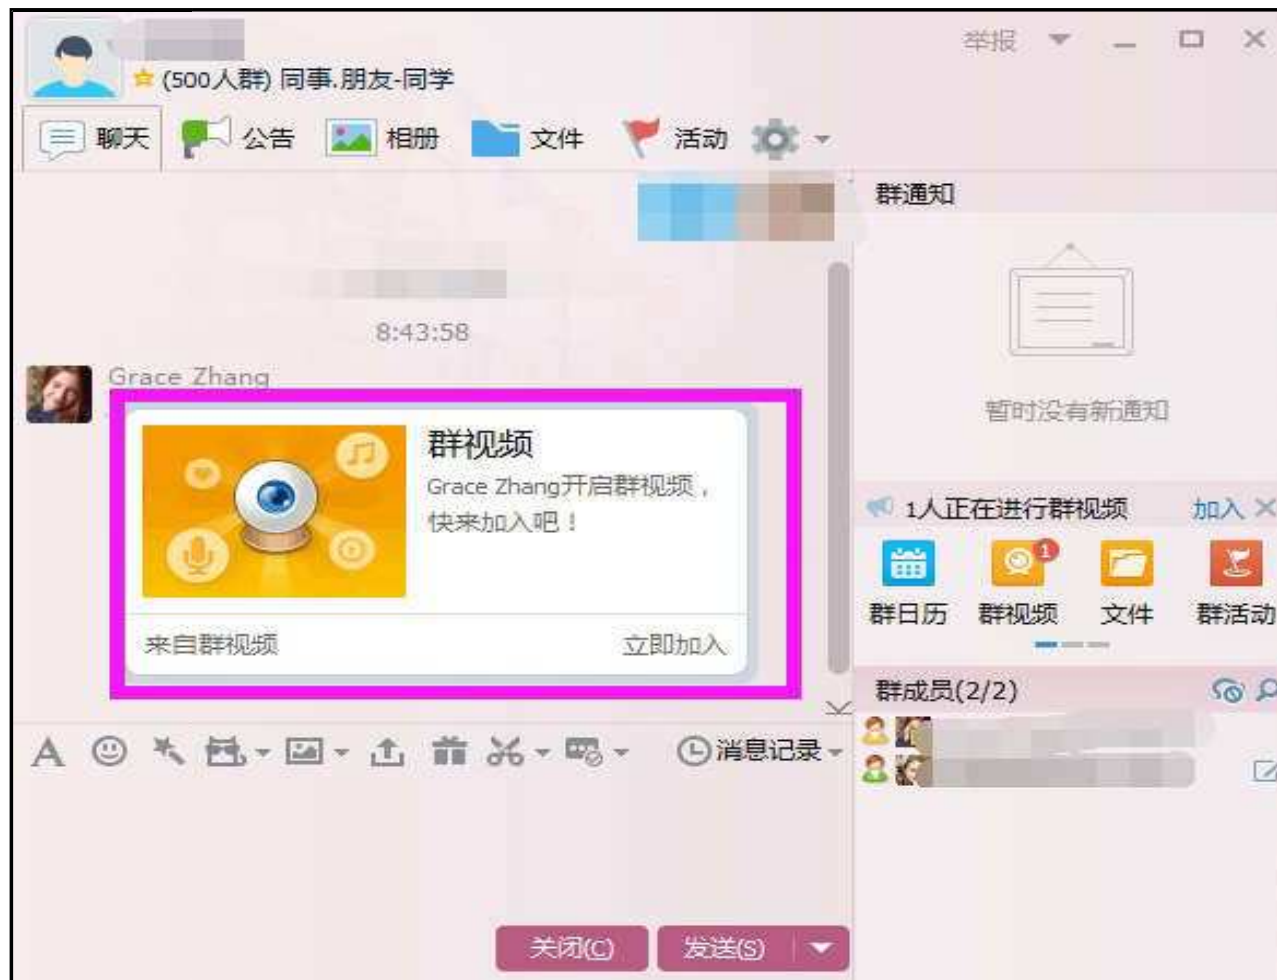 举报
(500人群) 同事.朋友-同学
聊天 公告 相册 文件 活动
群通知
8:43:58
Grace Zhang
群视频
Grace Zhang开启群视频，
快来加入吧！
来自群视频 立即加入
暂时没有新通知
1人正在进行群视频 加入
1
群日历 群视频 文件 群活动
群成员(2/2)
A 消息记录
关闭(C) 发送(S)